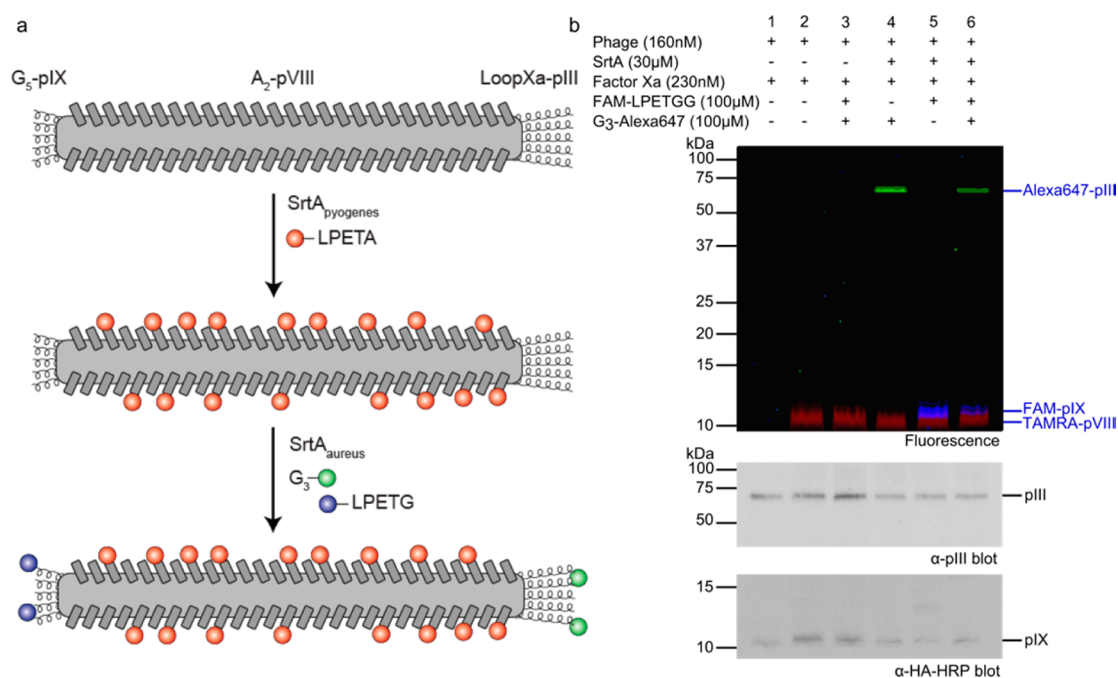 a
G5-pIX
A2-pVIII
LoopXa-pIII
SrtApyogenes
LPETA
SrtAaureus
G3
LPETG
b
1 2 3 4 5 6
Phage (160nM) + + + + + +
SrtA (30µM) - - - + + +
Factor Xa (230nM) + + + + + +
FAM-LPETGG (100µM) - - + - + +
G3-Alexa647 (100µM) - - + + - +
kDa
100
75
50
37
25
20
15
10
Alexa647-pIII
FAM-pIX
TAMRA-pVIII
Fluorescence
kDa
100
75
50
pIII
α-pIII blot
15
10
pIX
α-HA-HRP blot